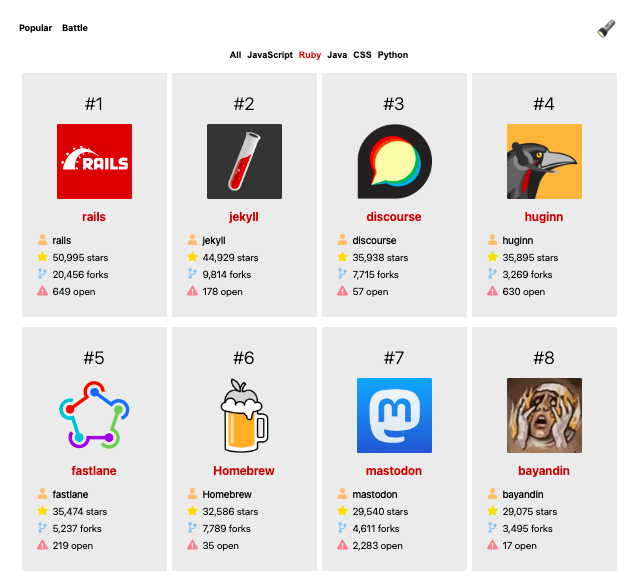 Popular Battle
All JavaScript Ruby Java CSS Python
#1
RAILS
rails
rails
50,995 stars
20,456 forks
649 open
#2
jekyll
jekyll
44,929 stars
9,814 forks
178 open
#3
discourse
discourse
35,938 stars
7,715 forks
57 open
#4
huginn
huginn
35,895 stars
3,269 forks
630 open
#5
fastlane
fastlane
35,474 stars
5,237 forks
219 open
#6
Homebrew
Homebrew
32,586 stars
7,789 forks
35 open
#7
m
mastodon
mastodon
29,540 stars
4,611 forks
2,283 open
#8
bayandin
bayandin
29,075 stars
3,495 forks
17 open